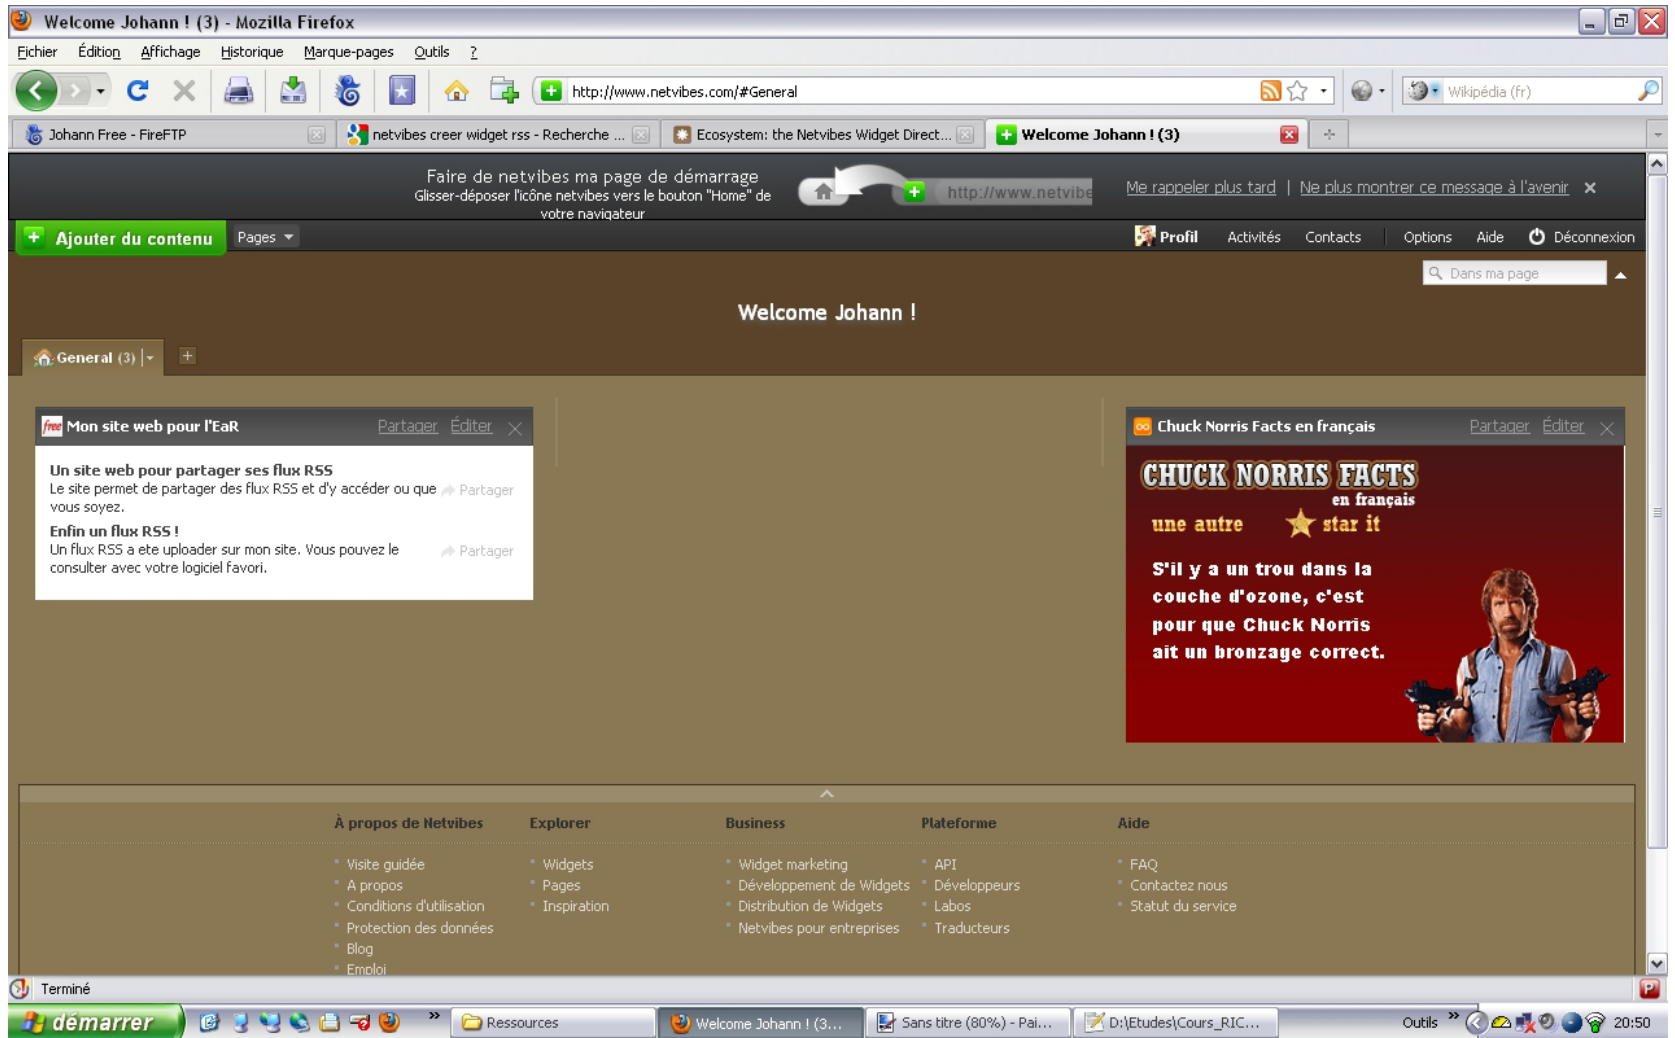 Welcome Johann ! (3) - Mozilla Firefox
Fichier Édition Affichage Historique Marque-pages Outils ?
http://www.netvibes.com/#General
Wikipédia (fr)
Johann Free - FireFTP
netvibes creer widget rss - Recherche ...
Ecosystem: the Netvibes Widget Direct...
Welcome Johann ! (3)
Faire de netvibes ma page de démarrage
Glisser-déposer l'icône netvibes vers le bouton "Home" de
votre navigateur
http://www.netvibe
Me rappeler plus tard | Ne plus montrer ce message à l'avenir
Ajouter du contenu
Pages
Profil Activités Contacts | Options Aide Déconnexion
Dans ma page
Welcome Johann !
General (3)
Mon site web pour l'EaR Partager Éditer
Un site web pour partager ses flux RSS
Le site permet de partager des flux RSS et d'y accéder ou que
vous soyez.
Partager
Enfin un flux RSS !
Un flux RSS a ete uploader sur mon site. Vous pouvez le
consulter avec votre logiciel favori.
Partager
Chuck Norris Facts en français Partager Éditer
CHUCK NORRIS FACTS
en français
une autre star it
S'il y a un trou dans la
couche d'ozone, c'est
pour que Chuck Norris
ait un bronzage correct.
À propos de Netvibes
Visite guidée
A propos
Conditions d'utilisation
Protection des données
Blog
Emploi
Explorer
Widgets
Pages
Inspiration
Business
Widget marketing
Développement de Widgets
Distribution de Widgets
Netvibes pour entreprises
Plateforme
API
Développeurs
Labos
Traducteurs
Aide
FAQ
Contactez nous
Statut du service
Terminé
démarrer
Ressources
Welcome Johann ! (3...
Sans titre (80%) - Pai...
D:\Etudes\Cours_RIC...
Outils
20:50